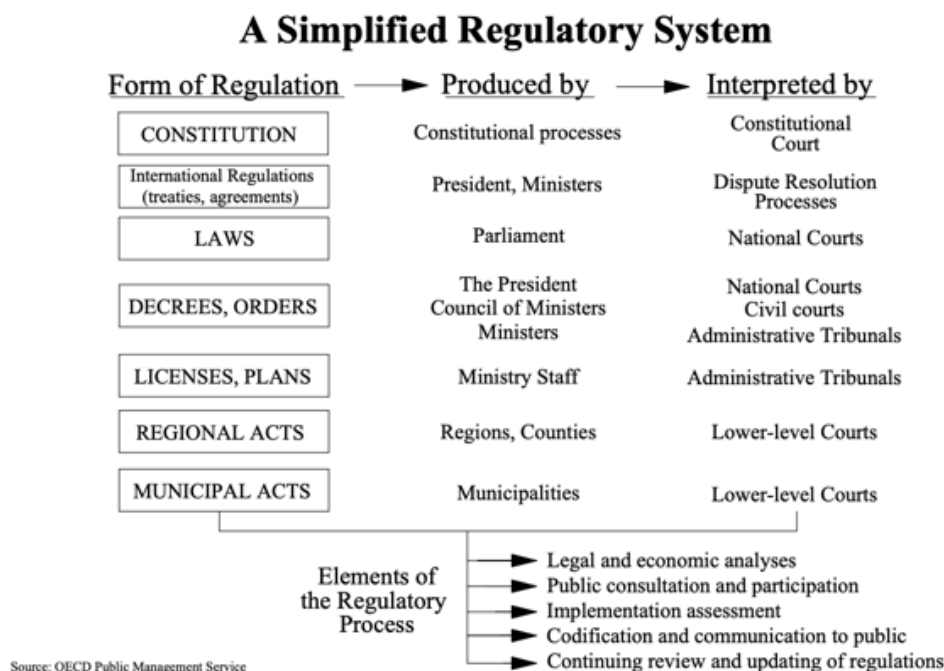 A Simplified Regulatory System
Form of Regulation
Produced by
Interpreted by
CONSTITUTION
Constitutional processes
Constitutional
Court
International Regulations
(treaties, agreements)
President, Ministers
Dispute Resolution
Processes
LAWS
Parliament
National Courts
DECREES, ORDERS
The President
Council of Ministers
Ministers
National Courts
Civil courts
Administrative Tribunals
LICENSES, PLANS
Ministry Staff
Administrative Tribunals
REGIONAL ACTS
Regions, Counties
Lower-level Courts
MUNICIPAL ACTS
Municipalities
Lower-level Courts
Elements of
the Regulatory
Process
Legal and economic analyses
Public consultation and participation
Implementation assessment
Codification and communication to public
Continuing review and updating of regulations
Source: OECD Public Management Service